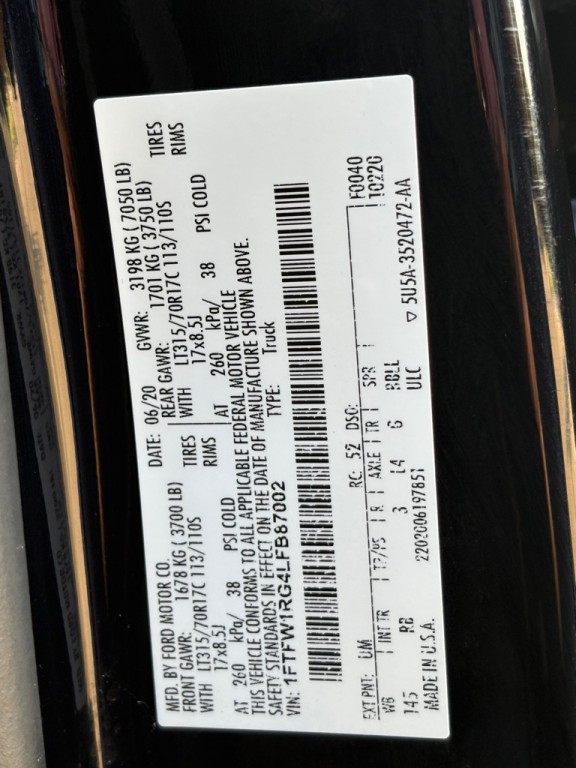 MFD. BY FORD MOTOR CO.
DATE: 06/20
GVWR: 3198 KG ( 7050 LB)
FRONT GAWR: 1678 KG ( 3700 LB)
REAR GAWR: 1701 KG ( 3750 LB)
WITH LT315/70R17C 113/110S TIRES
WITH LT315/70R17C 113/110S TIRES
17x8.5J RIMS
17x8.5J RIMS
AT 260 kPa/ 38 PSI COLD
AT 260 kPa/ 38 PSI COLD
THIS VEHICLE CONFORMS TO ALL APPLICABLE FEDERAL MOTOR VEHICLE
SAFETY STANDARDS IN EFFECT ON THE DATE OF MANUFACTURE SHOWN ABOVE.
VIN: 1FTFW1RG4LFB87002
TYPE: Truck
F0040
T0220
EXT PNT: UM RC: 52 DSO:
WB INT TR TP/PS R AXLE TR SPR
145 RB 3 L4 G BBLL
MADE IN U.S.A. 2202006197851 ULC
▽ 5U5A-3520472-AA